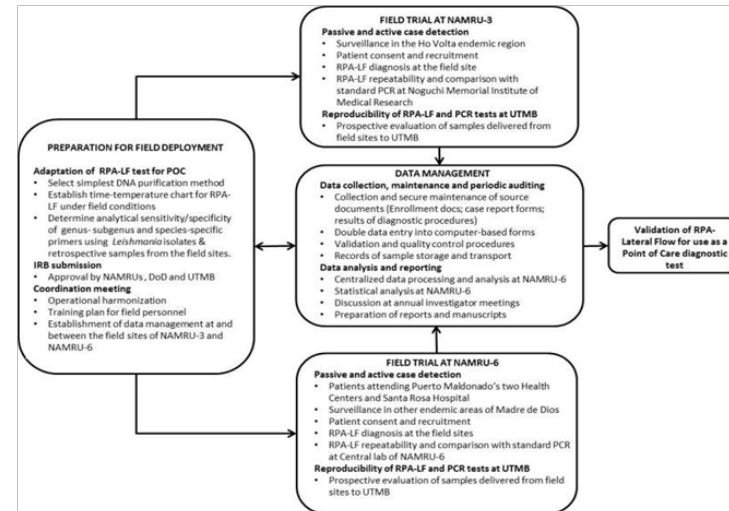 FIELD TRIAL AT NAMRU-3
Passive and active case detection
• Surveillance in the Ho Volta endemic region
• Patient consent and recruitment
• RPA-LF diagnosis at the field site
• RPA-LF repeatability and comparison with
standard PCR at Noguchi Memorial Institute of
Medical Research
Reproducibility of RPA-LF and PCR tests at UTMB
• Prospective evaluation of samples delivered from
field sites to UTMB
PREPARATION FOR FIELD DEPLOYMENT
Adaptation of RPA-LF test for POC
• Select simplest DNA purification method
• Establish time-temperature chart for RPA-
LF under field conditions
• Determine analytical sensitivity/specificity
of genus- subgenus and species-specific
primers using Leishmania isolates &
retrospective samples from the field sites.
IRB submission
• Approval by NAMRUs, DoD and UTMB
Coordination meeting
• Operational harmonization
• Training plan for field personnel
• Establishment of data management at and
between the field sites of NAMRU-3 and
NAMRU-6
DATA MANAGEMENT
Data collection, maintenance and periodic auditing
• Collection and secure maintenance of source
documents (Enrollment docs; case report forms;
results of diagnostic procedures)
• Double data entry into computer-based forms
• Validation and quality control procedures
• Records of sample storage and transport
Data analysis and reporting
• Centralized data processing and analysis at NAMRU-6
• Statistical analysis at NAMRU-6
• Discussion at annual investigator meetings
• Preparation of reports and manuscripts
Validation of RPA-
Lateral Flow for use as a
Point of Care diagnostic
test
FIELD TRIAL AT NAMRU-6
Passive and active case detection
• Patients attending Puerto Maldonado's two Health
Centers and Santa Rosa Hospital
• Surveillance in other endemic areas of Madre de Dios
• Patient consent and recruitment
• RPA-LF diagnosis at the field sites
• RPA-LF repeatability and comparison with standard PCR
at Central lab of NAMRU-6
Reproducibility of RPA-LF and PCR tests at UTMB
• Prospective evaluation of samples delivered from field
sites to UTMB